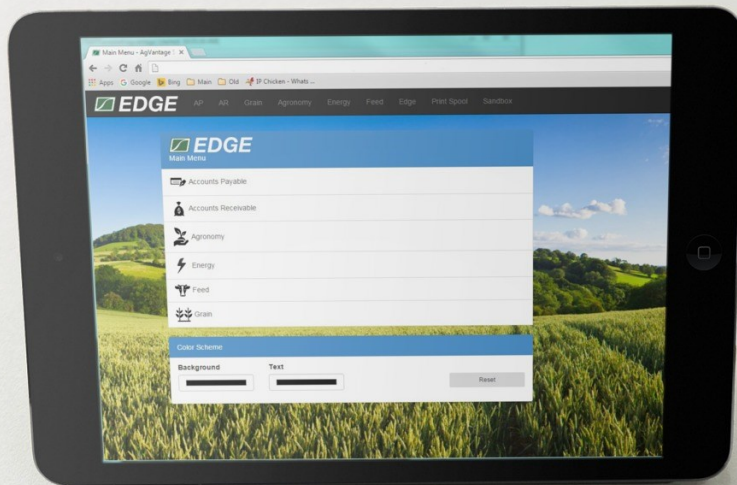 Main Menu - AgVantage
Apps Google Bing Main Old IP Chicken - Whats ...
EDGE AP AR Grain Agronomy Energy Feed Edge Print Spool Sandbox
EDGE
Main Menu
Accounts Payable
Accounts Receivable
Agronomy
Energy
Feed
Grain
Color Scheme
Background Text
Reset